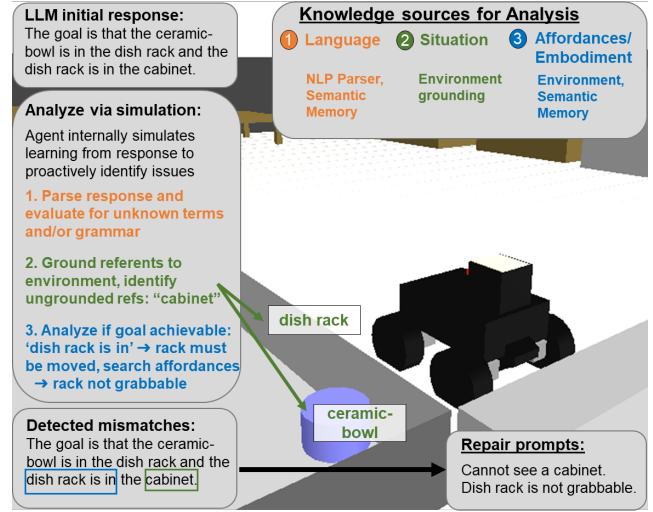 LLM initial response:
The goal is that the ceramic-
bowl is in the dish rack and the
dish rack is in the cabinet.
Knowledge sources for Analysis
1 Language
NLP Parser,
Semantic
Memory
2 Situation
Environment
grounding
3 Affordances/
Embodiment
Environment,
Semantic
Memory
Analyze via simulation:
Agent internally simulates
learning from response to
proactively identify issues
1. Parse response and
evaluate for unknown terms
and/or grammar
2. Ground referents to
environment, identify
ungrounded refs: “cabinet”
3. Analyze if goal achievable:
‘dish rack is in’ → rack must
be moved, search affordances
→ rack not grabbable
dish rack
ceramic-
bowl
Detected mismatches:
The goal is that the ceramic-
bowl is in the dish rack and the
dish rack is in the cabinet.
Repair prompts:
Cannot see a cabinet.
Dish rack is not grabbable.